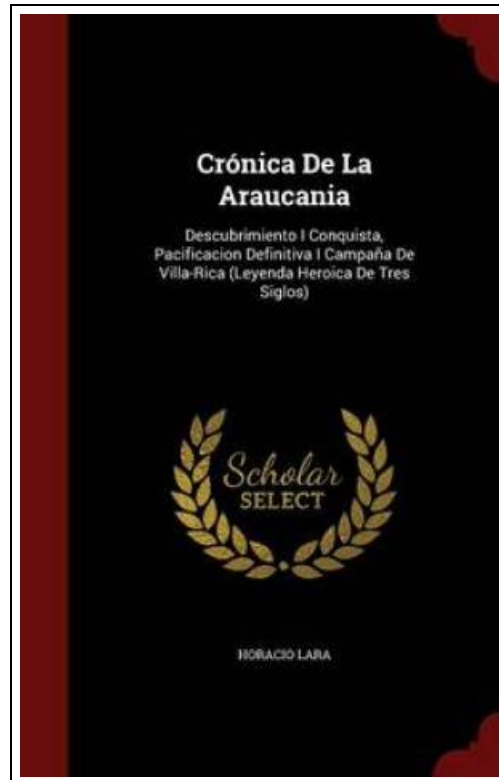 Crónica De La
Araucania
Descubrimiento I Conquista,
Pacificacion Definitiva I Campaña De
Villa-Rica (Leyenda Heroica De Tres
Siglos)
Scholar
SELECT
HORACIO LARA